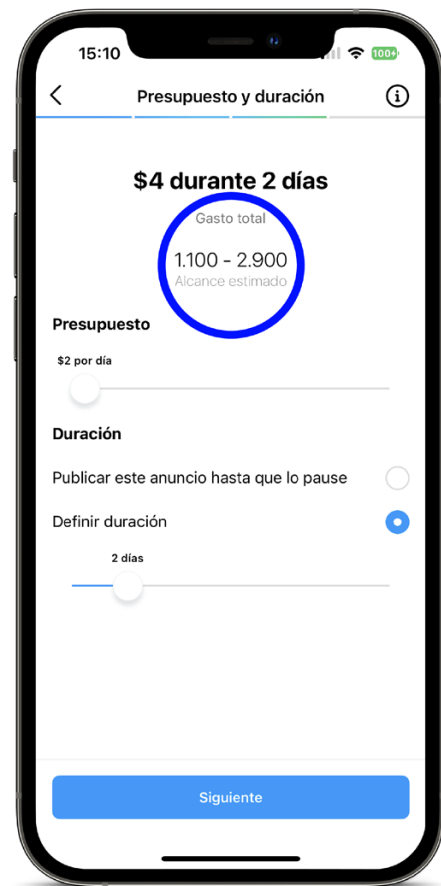 15:10
100+
Presupuesto y duración
$4 durante 2 días
Gasto total
1.100 - 2.900
Alcance estimado
Presupuesto
$2 por día
Duración
Publicar este anuncio hasta que lo pause
Definir duración
2 días
Siguiente